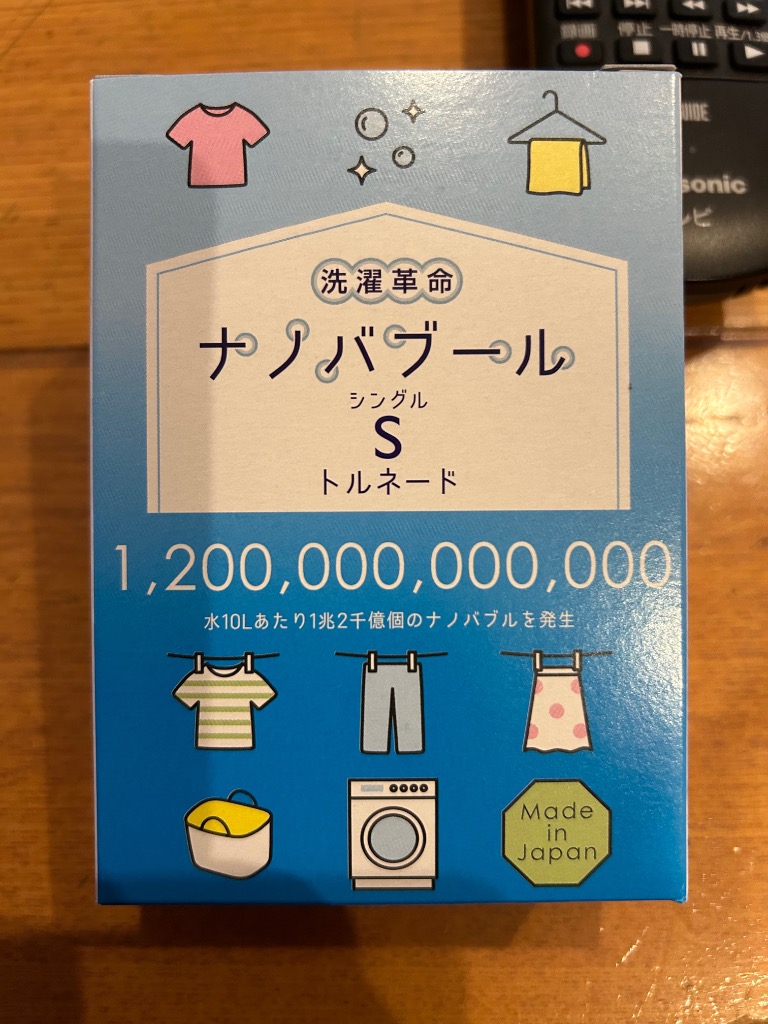 録画 停止 一時停止 再生/1.3
sonic
洗濯革命
ナノバブール
シングル
S
トルネード
1,200,000,000,000
水10Lあたり1兆2千億個のナノバブルを発生
Made
in
Japan